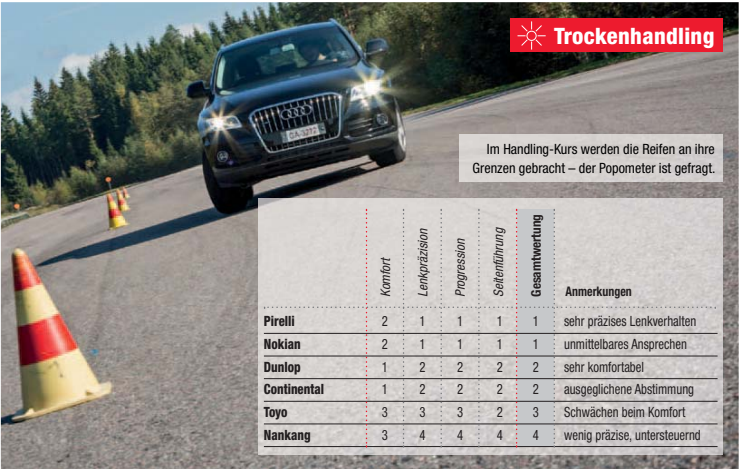 Trockenhandling
Im Handling-Kurs werden die Reifen an ihre
Grenzen gebracht – der Popometer ist gefragt.
Komfort Lenkpräzision Progression Seitenführung Gesamtwertung Anmerkungen
Pirelli 2 1 1 1 1 sehr präzises Lenkverhalten
Nokian 2 1 1 1 1 unmittelbares Ansprechen
Dunlop 1 2 2 2 2 sehr komfortabel
Continental 1 2 2 2 2 ausgeglichene Abstimmung
Toyo 3 3 3 2 3 Schwächen beim Komfort
Nankang 3 4 4 4 4 wenig präzise, untersteuernd